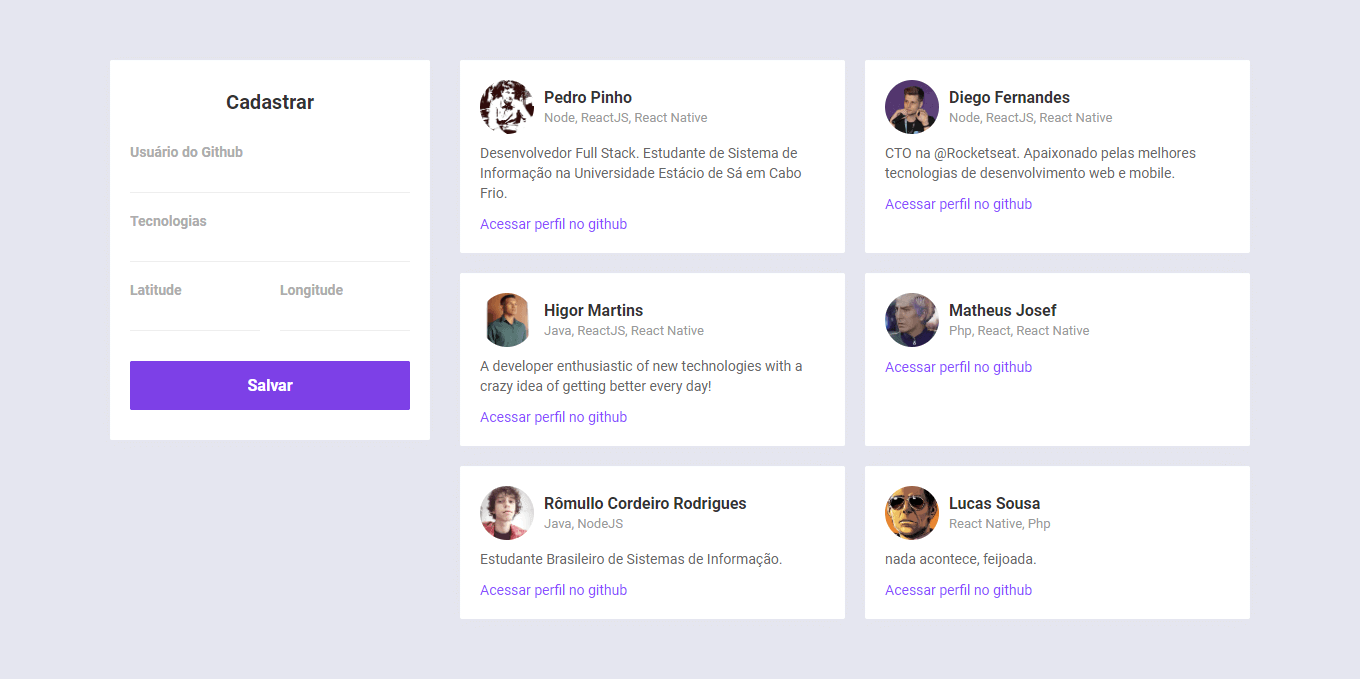 Cadastrar
Usuário do Github
Tecnologias
Latitude
Longitude
Salvar
Pedro Pinho
Node, ReactJS, React Native
Desenvolvedor Full Stack. Estudante de Sistema de
Informação na Universidade Estácio de Sá em Cabo
Frio.
Acessar perfil no github
Diego Fernandes
Node, ReactJS, React Native
CTO na @Rocketseat. Apaixonado pelas melhores
tecnologias de desenvolvimento web e mobile.
Acessar perfil no github
Higor Martins
Java, ReactJS, React Native
A developer enthusiastic of new technologies with a
crazy idea of getting better every day!
Acessar perfil no github
Matheus Josef
Php, React, React Native
Acessar perfil no github
Rômullo Cordeiro Rodrigues
Java, NodeJS
Estudante Brasileiro de Sistemas de Informação.
Acessar perfil no github
Lucas Sousa
React Native, Php
nada acontece, feijoada.
Acessar perfil no github